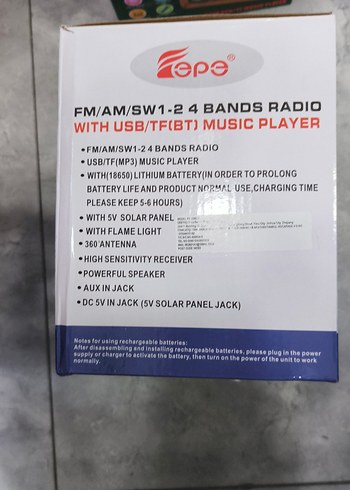 Fepe®
FM/AM/SW1-2 4 BANDS RADIO
WITH USB/TF(BT) MUSIC PLAYER
•FM/AM/SW1-2 4 BANDS RADIO
•USB/TF(MP3) MUSIC PLAYER
•WITH(18650) LITHIUM BATTERY(IN ORDER TO PROLONG
BATTERY LIFE AND PRODUCT NORMAL USE,CHARGING TIME
PLEASE KEEP 5-6 HOURS)
•WITH 5V SOLAR PANEL
•WITH FLAME LIGHT
•360°ANTENNA
•HIGH SENSITIVITY RECEIVER
•POWERFUL SPEAKER
•AUX IN JACK
•DC 5V IN JACK (5V SOLAR PANEL JACK)
Notes for using rechargeable batteries:
After disassembling and installing rechargeable batteries, please plug in the power
supply or charger to activate the battery, then turn on the power of the unit to work
normally.